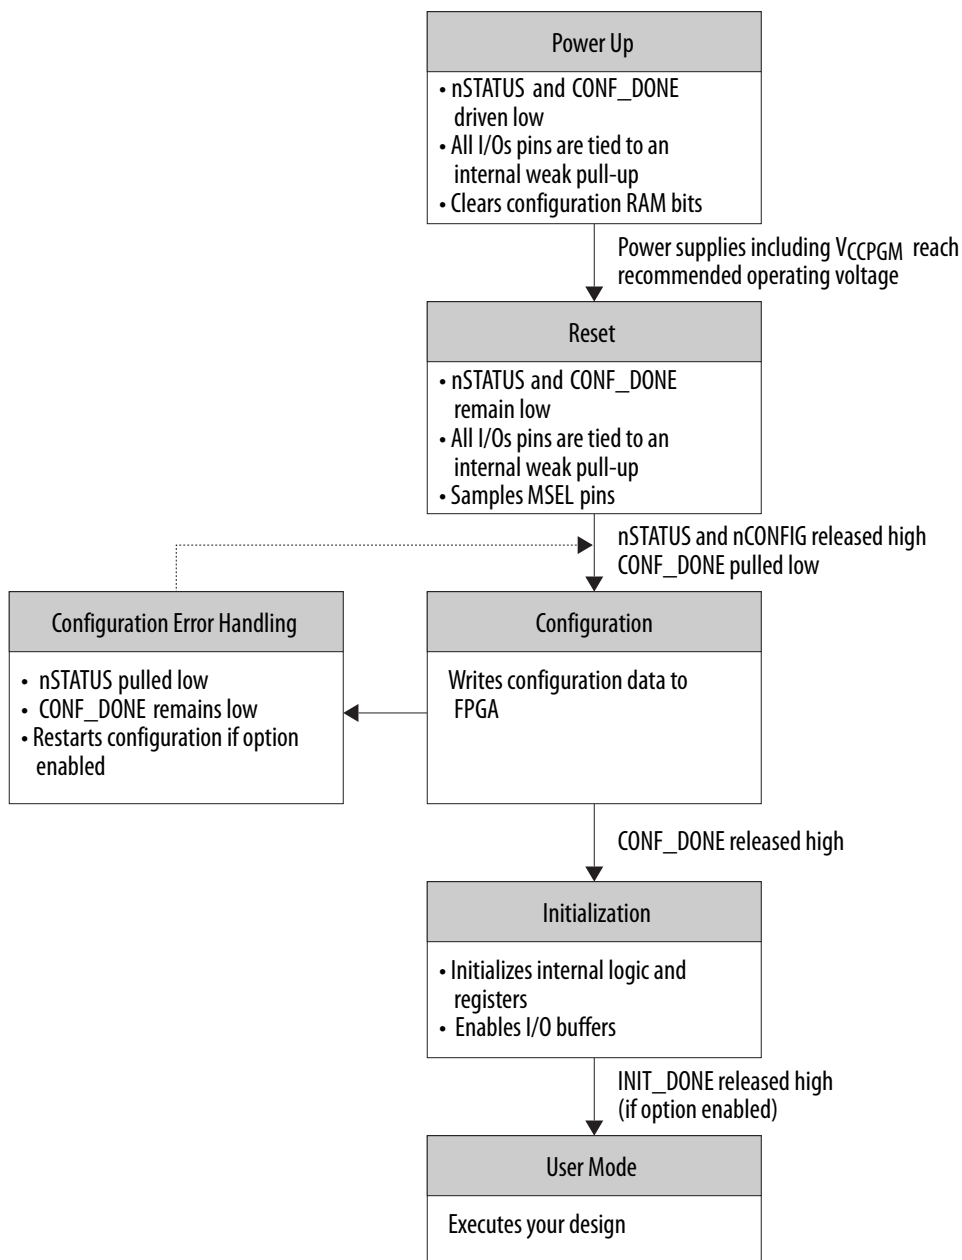 Power Up
• nSTATUS and CONF_DONE
driven low
• All I/Os pins are tied to an
internal weak pull-up
• Clears configuration RAM bits
Power supplies including VCCPGM reach
recommended operating voltage
Reset
• nSTATUS and CONF_DONE
remain low
• All I/Os pins are tied to an
internal weak pull-up
• Samples MSEL pins
nSTATUS and nCONFIG released high
CONF_DONE pulled low
Configuration Error Handling
• nSTATUS pulled low
• CONF_DONE remains low
• Restarts configuration if option
enabled
Configuration
Writes configuration data to
FPGA
CONF_DONE released high
Initialization
• Initializes internal logic and
registers
• Enables I/O buffers
INIT_DONE released high
(if option enabled)
User Mode
Executes your design